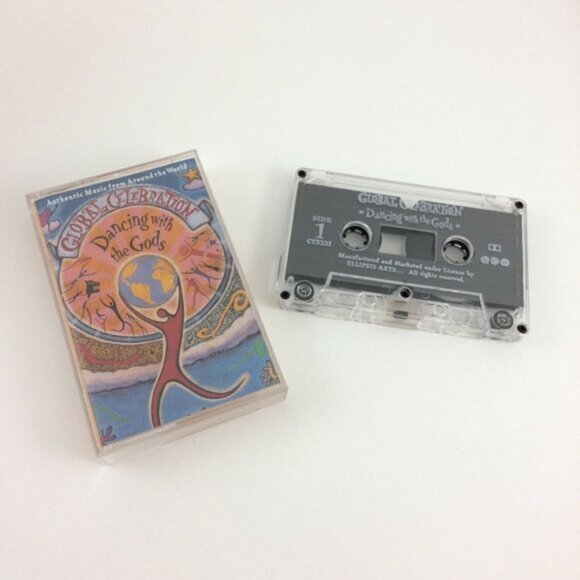 Authentic Music from Around the World
GLOBAL CELEBRATION
Dancing with
the Gods
GLOBAL CELEBRATION
Dancing with the Gods
SIDE
1
CY3231
Manufactured and Marketed under License by
ELLIPSIS ARTS... All rights reserved.